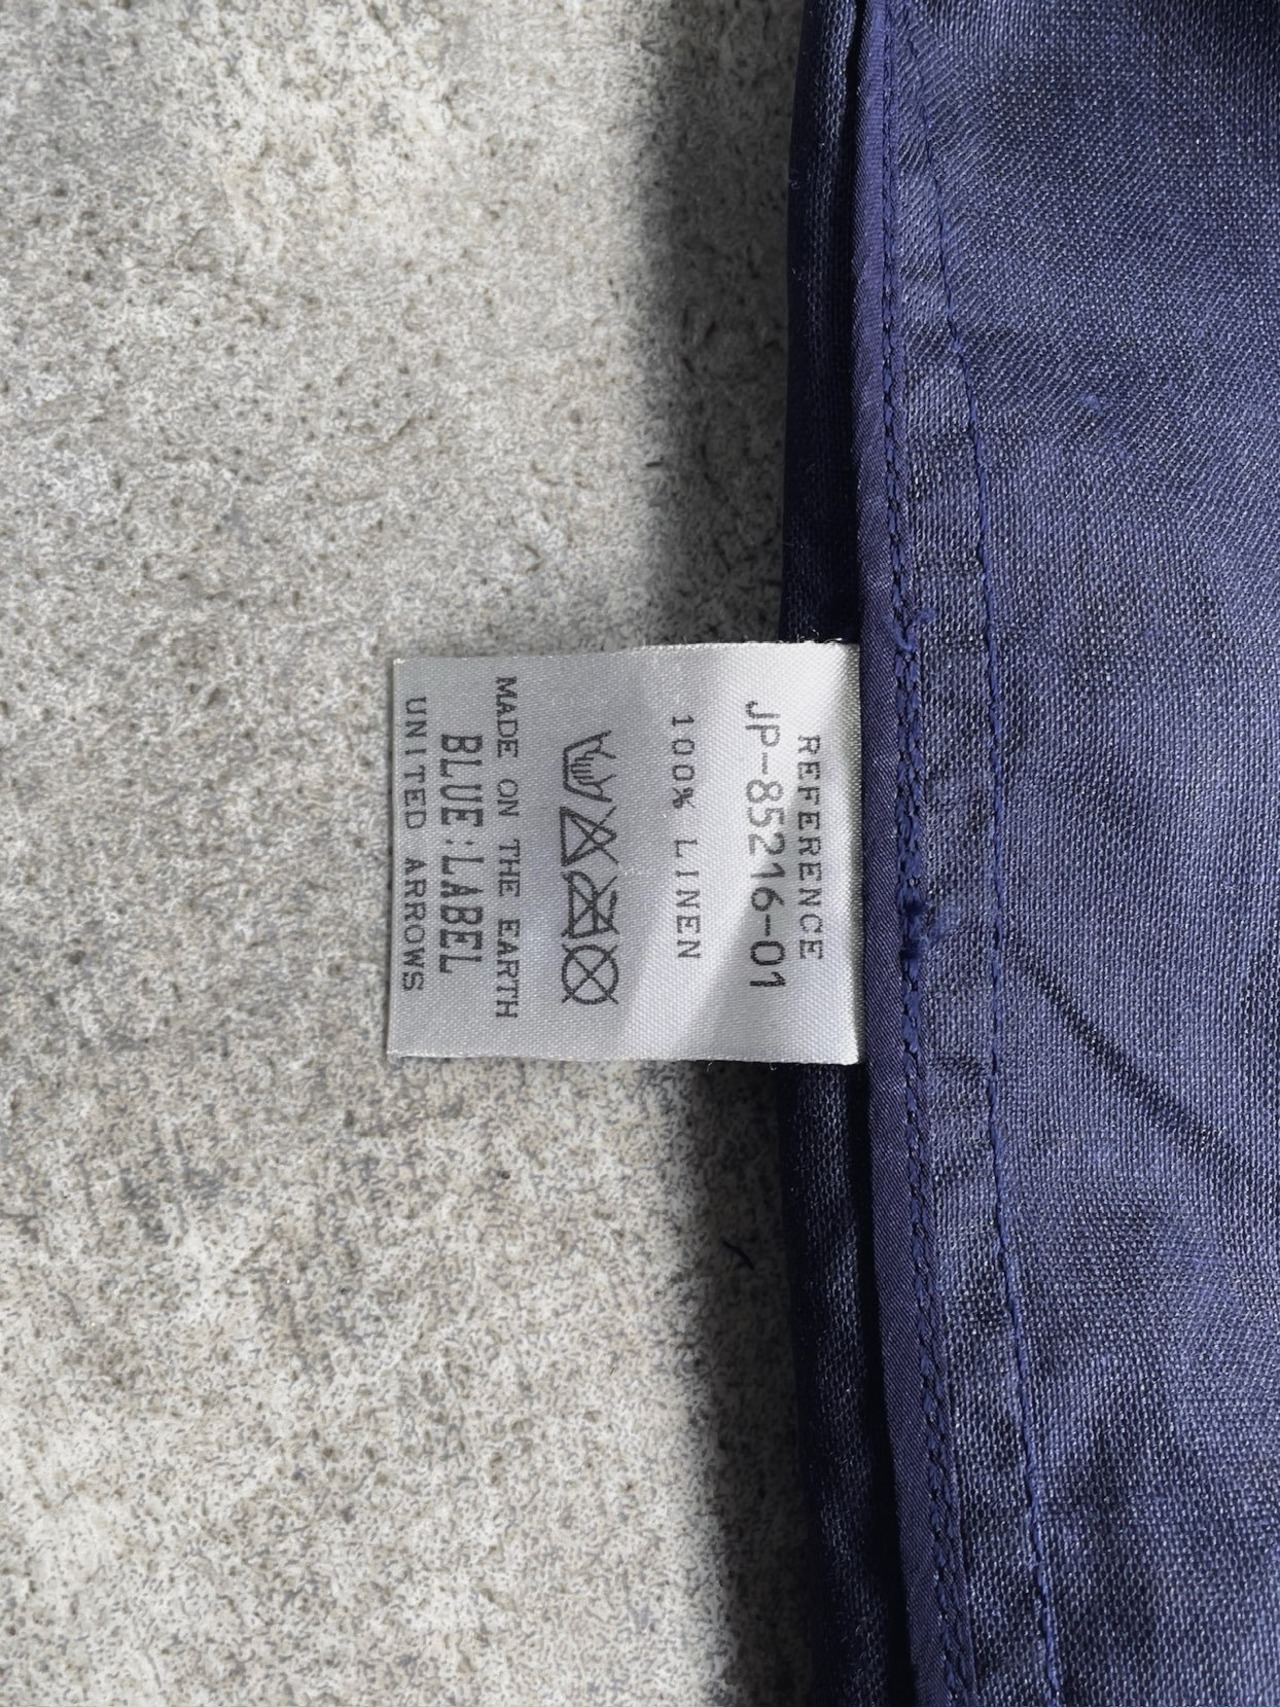 REFERENCE
JP-85216-01
100% LINEN
MADE ON THE EARTH
BLUE:LABEL
UNITED ARROWS